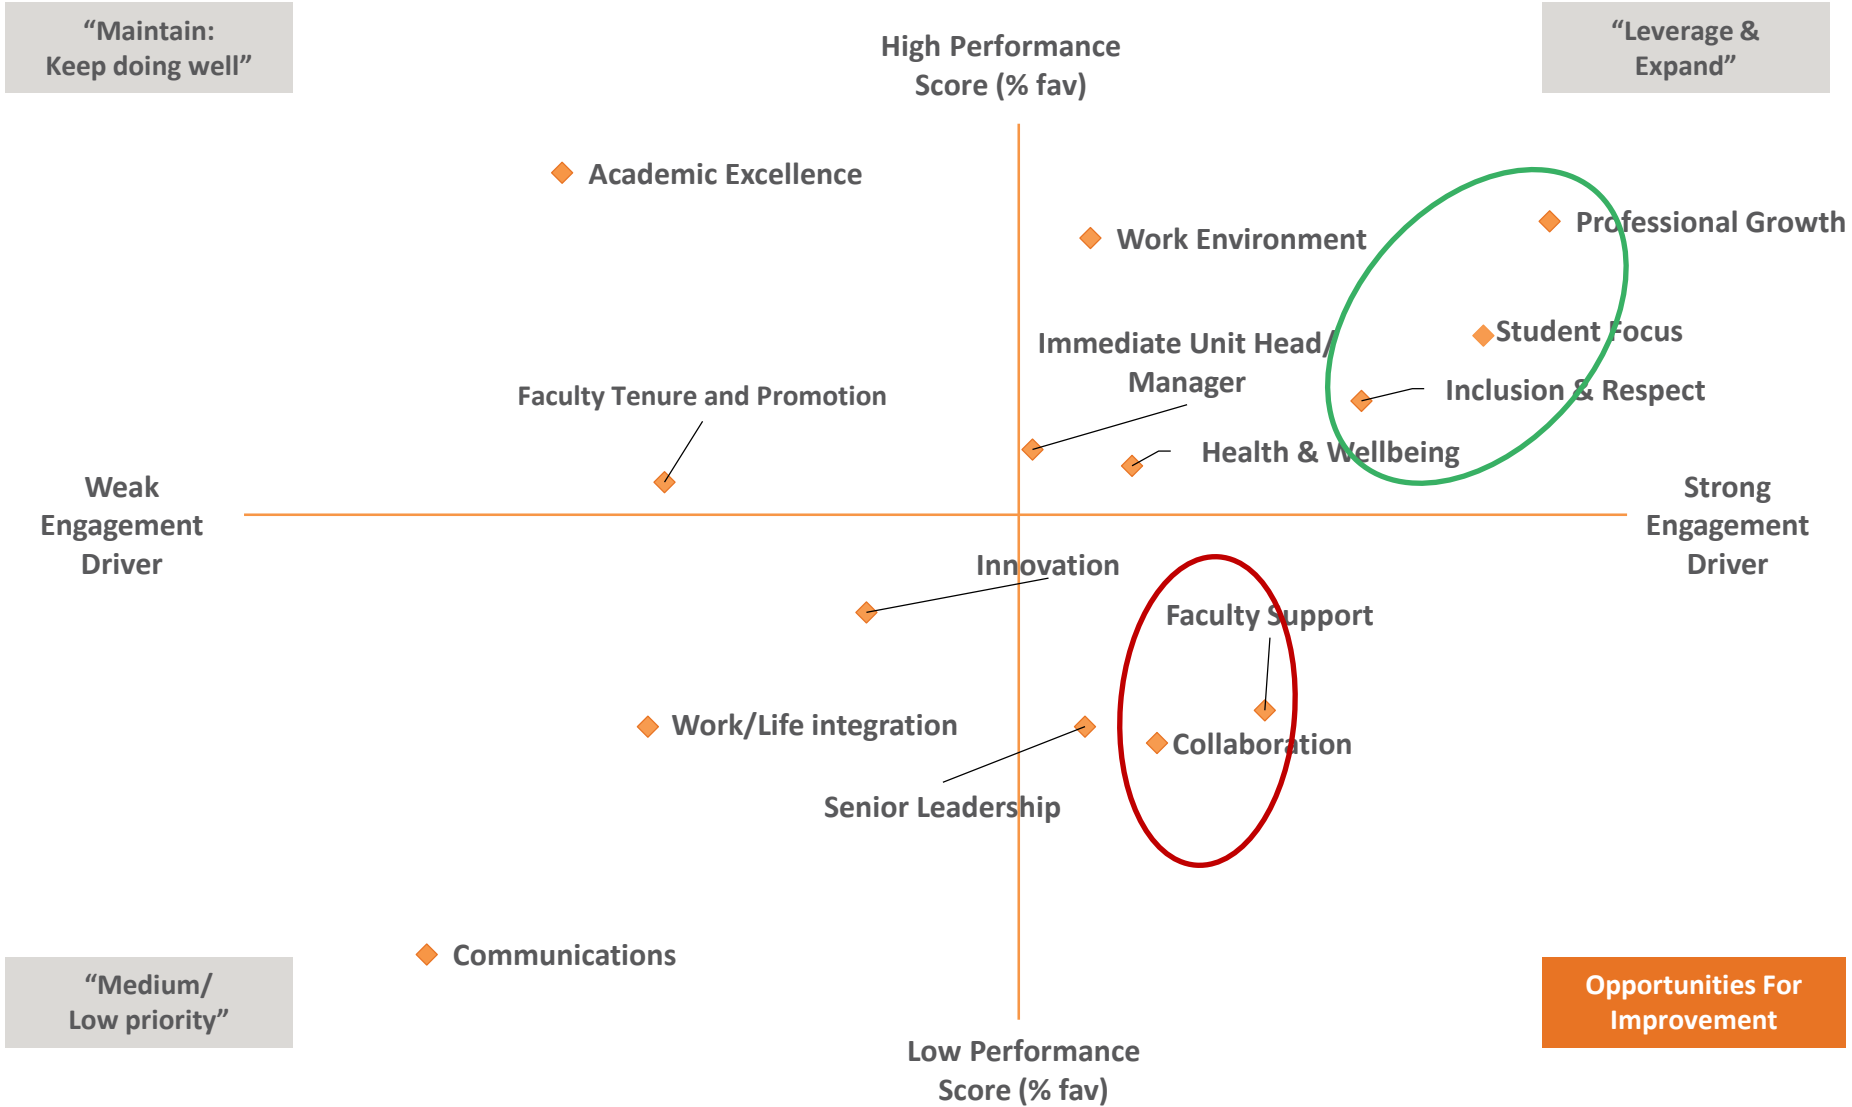 “Maintain:
Keep doing well”
High Performance
Score (% fav)
“Leverage &
Expand”
Academic Excellence
Professional Growth
Work Environment
Student Focus
Immediate Unit Head/
Manager
Inclusion & Respect
Faculty Tenure and Promotion
Health & Wellbeing
Weak
Engagement
Driver
Strong
Engagement
Driver
Innovation
Faculty Support
Work/Life integration
Collaboration
Senior Leadership
Communications
“Medium/
Low priority”
Opportunities For
Improvement
Low Performance
Score (% fav)